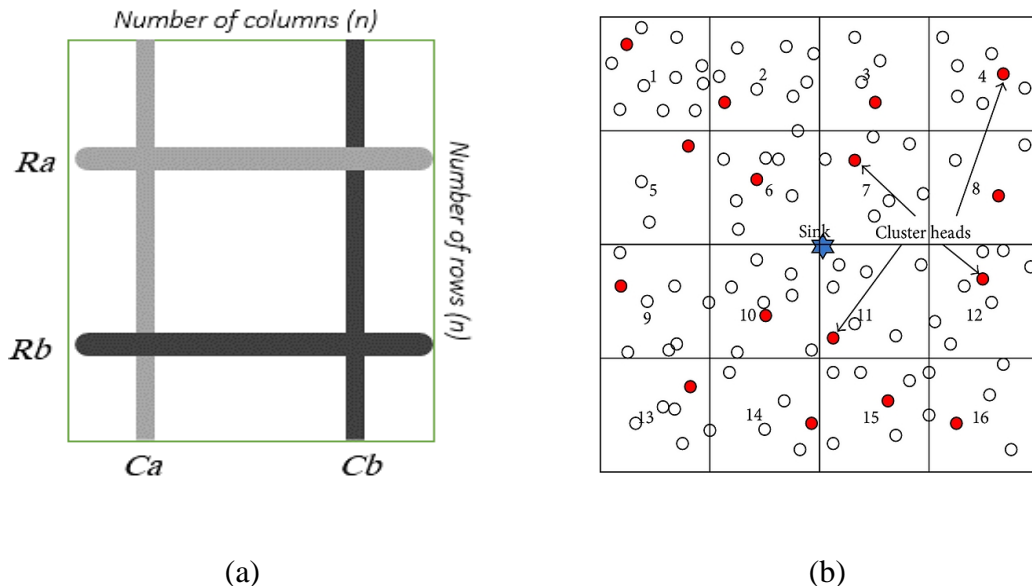 Number of columns (n)
Ra
Rb
Number of rows (n)
Ca
Cb
(a)
1
2
3
4
5
6
7
8
Sink
Cluster heads
9
10
11
12
13
14
15
16
(b)